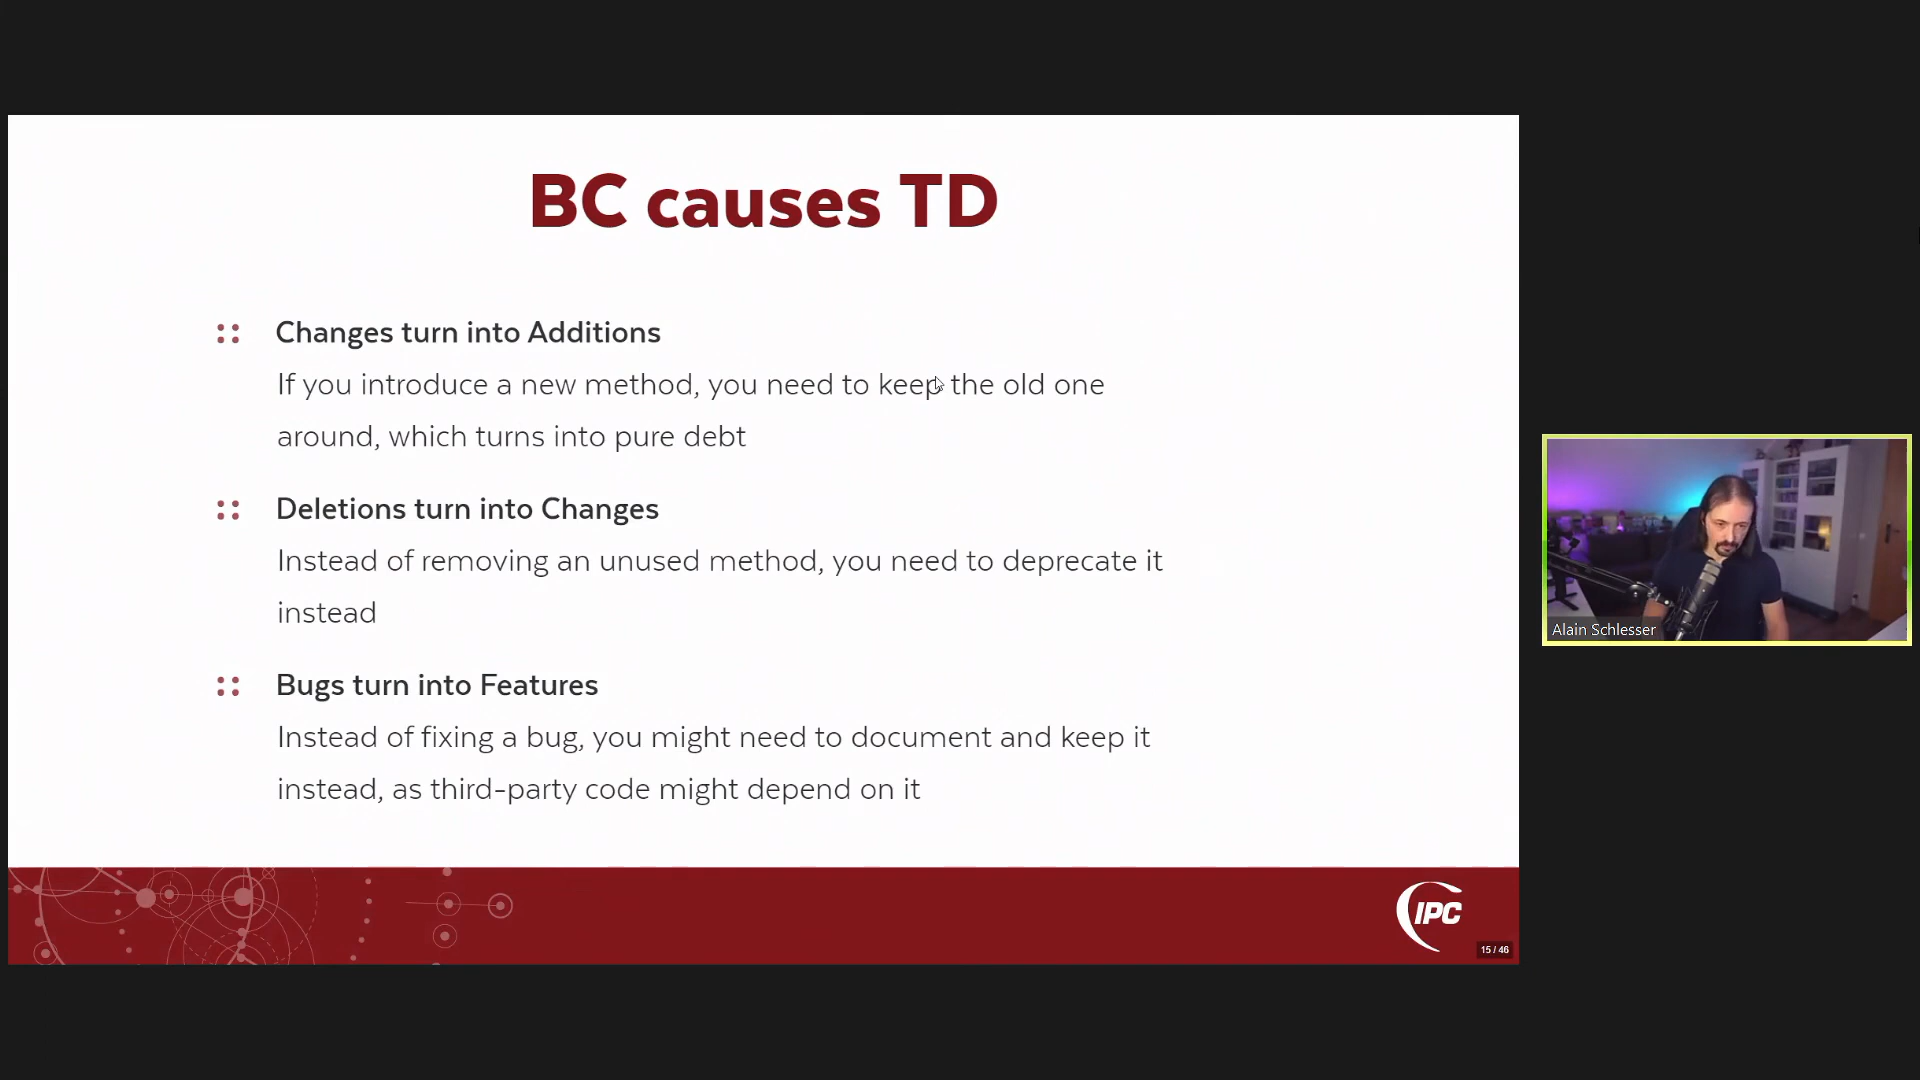 BC causes TD
Changes turn into Additions
If you introduce a new method, you need to keep the old one
around, which turns into pure debt
Deletions turn into Changes
Instead of removing an unused method, you need to deprecate it
instead
Bugs turn into Features
Instead of fixing a bug, you might need to document and keep it
instead, as third-party code might depend on it
IPC
15 / 46
Alain Schlesser